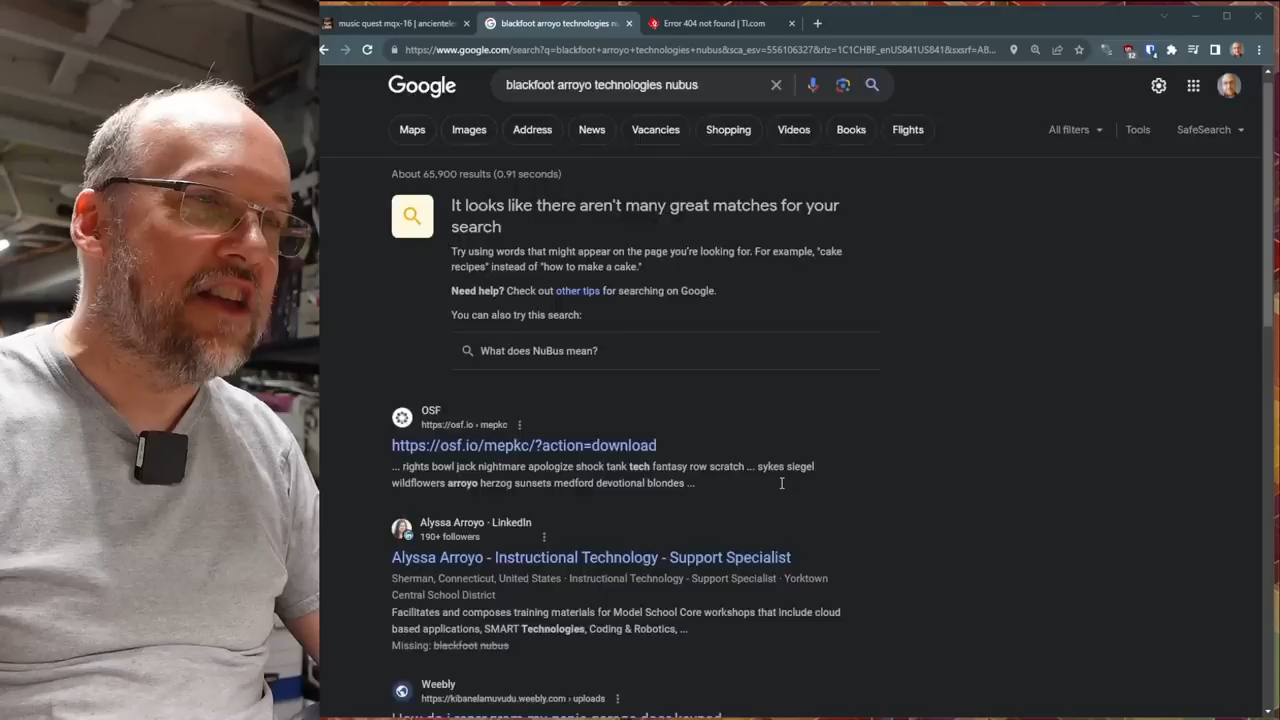 music quest mqx-16 | ancientele
blackfoot arroyo technologies n
Error 404 not found | TI.com
https://www.google.com/search?q=blackfoot+arroyo+technologies+nubus&sca_esv=556106327&rlz=1C1CHBF_enUS841US841&sxsrf=AB...
12
Google
blackfoot arroyo technologies nubus
Maps Images Address News Vacancies Shopping Videos Books Flights All filters Tools SafeSearch
About 65,900 results (0.91 seconds)
It looks like there aren't many great matches for your
search
Try using words that might appear on the page you're looking for. For example, "cake
recipes" instead of "how to make a cake."
Need help? Check out other tips for searching on Google.
You can also try this search:
What does NuBus mean?
OSF
https://osf.io › mepkc
https://osf.io/mepkc/?action=download
... rights bowl jack nightmare apologize shock tank tech fantasy row scratch ... sykes siegel
wildflowers arroyo herzog sunsets medford devotional blondes ...
Alyssa Arroyo · LinkedIn
190+ followers
Alyssa Arroyo - Instructional Technology - Support Specialist
Sherman, Connecticut, United States · Instructional Technology - Support Specialist · Yorktown
Central School District
Facilitates and composes training materials for Model School Core workshops that include cloud
based applications, SMART Technologies, Coding & Robotics, ...
Missing: blackfoot nubus
Weebly
https://kibanelamuvudu.weebly.com › uploads
How do i reprogram my genie garage door keypad